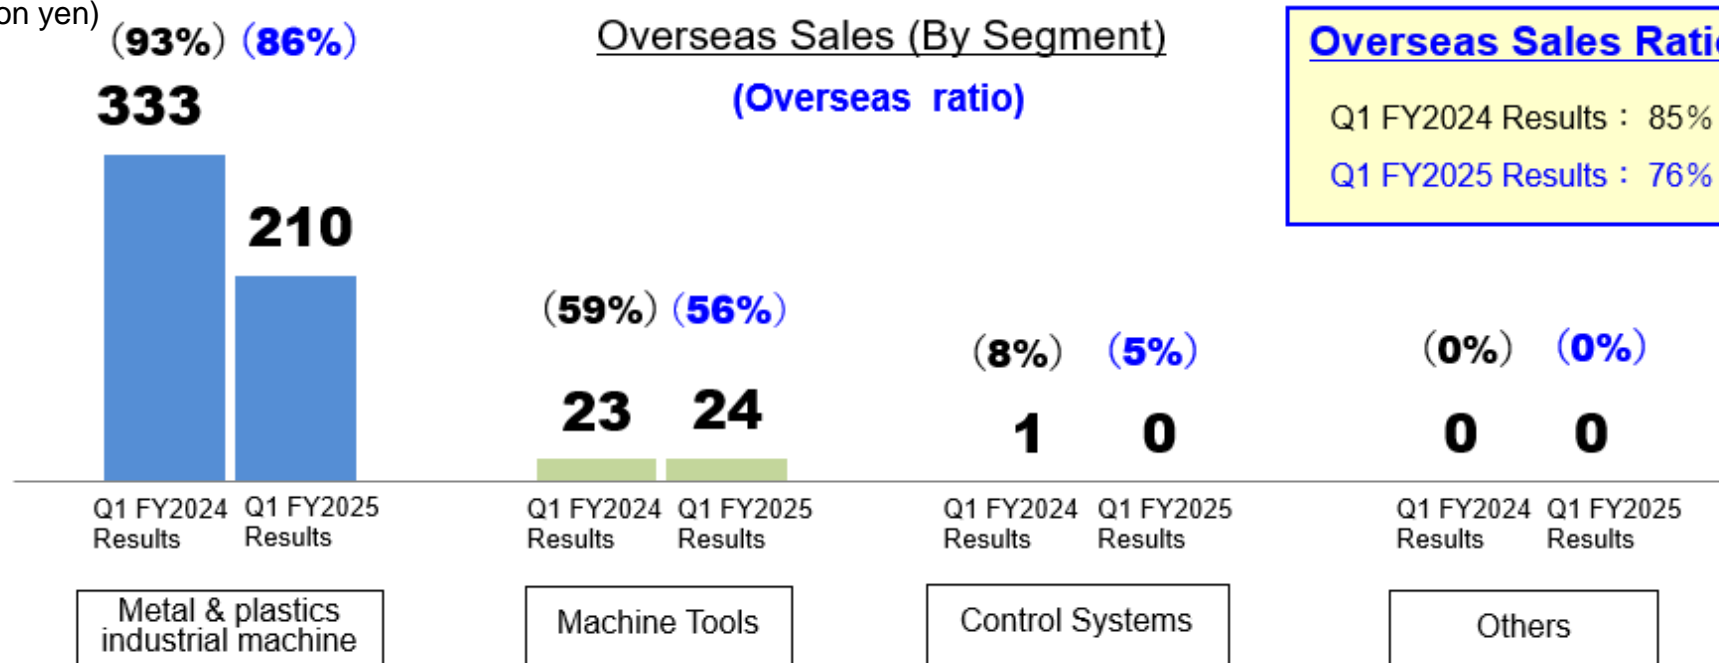 on yen)
Overseas Sales (By Segment)
(Overseas ratio)
Overseas Sales Ratio
Q1 FY2024 Results : 85%
Q1 FY2025 Results : 76%
(93%) (86%)
333
210
Q1 FY2024 Results
Q1 FY2025 Results
Metal & plastics
industrial machine
(59%) (56%)
23
24
Q1 FY2024 Results
Q1 FY2025 Results
Machine Tools
(8%) (5%)
1
0
Q1 FY2024 Results
Q1 FY2025 Results
Control Systems
(0%) (0%)
0
0
Q1 FY2024 Results
Q1 FY2025 Results
Others